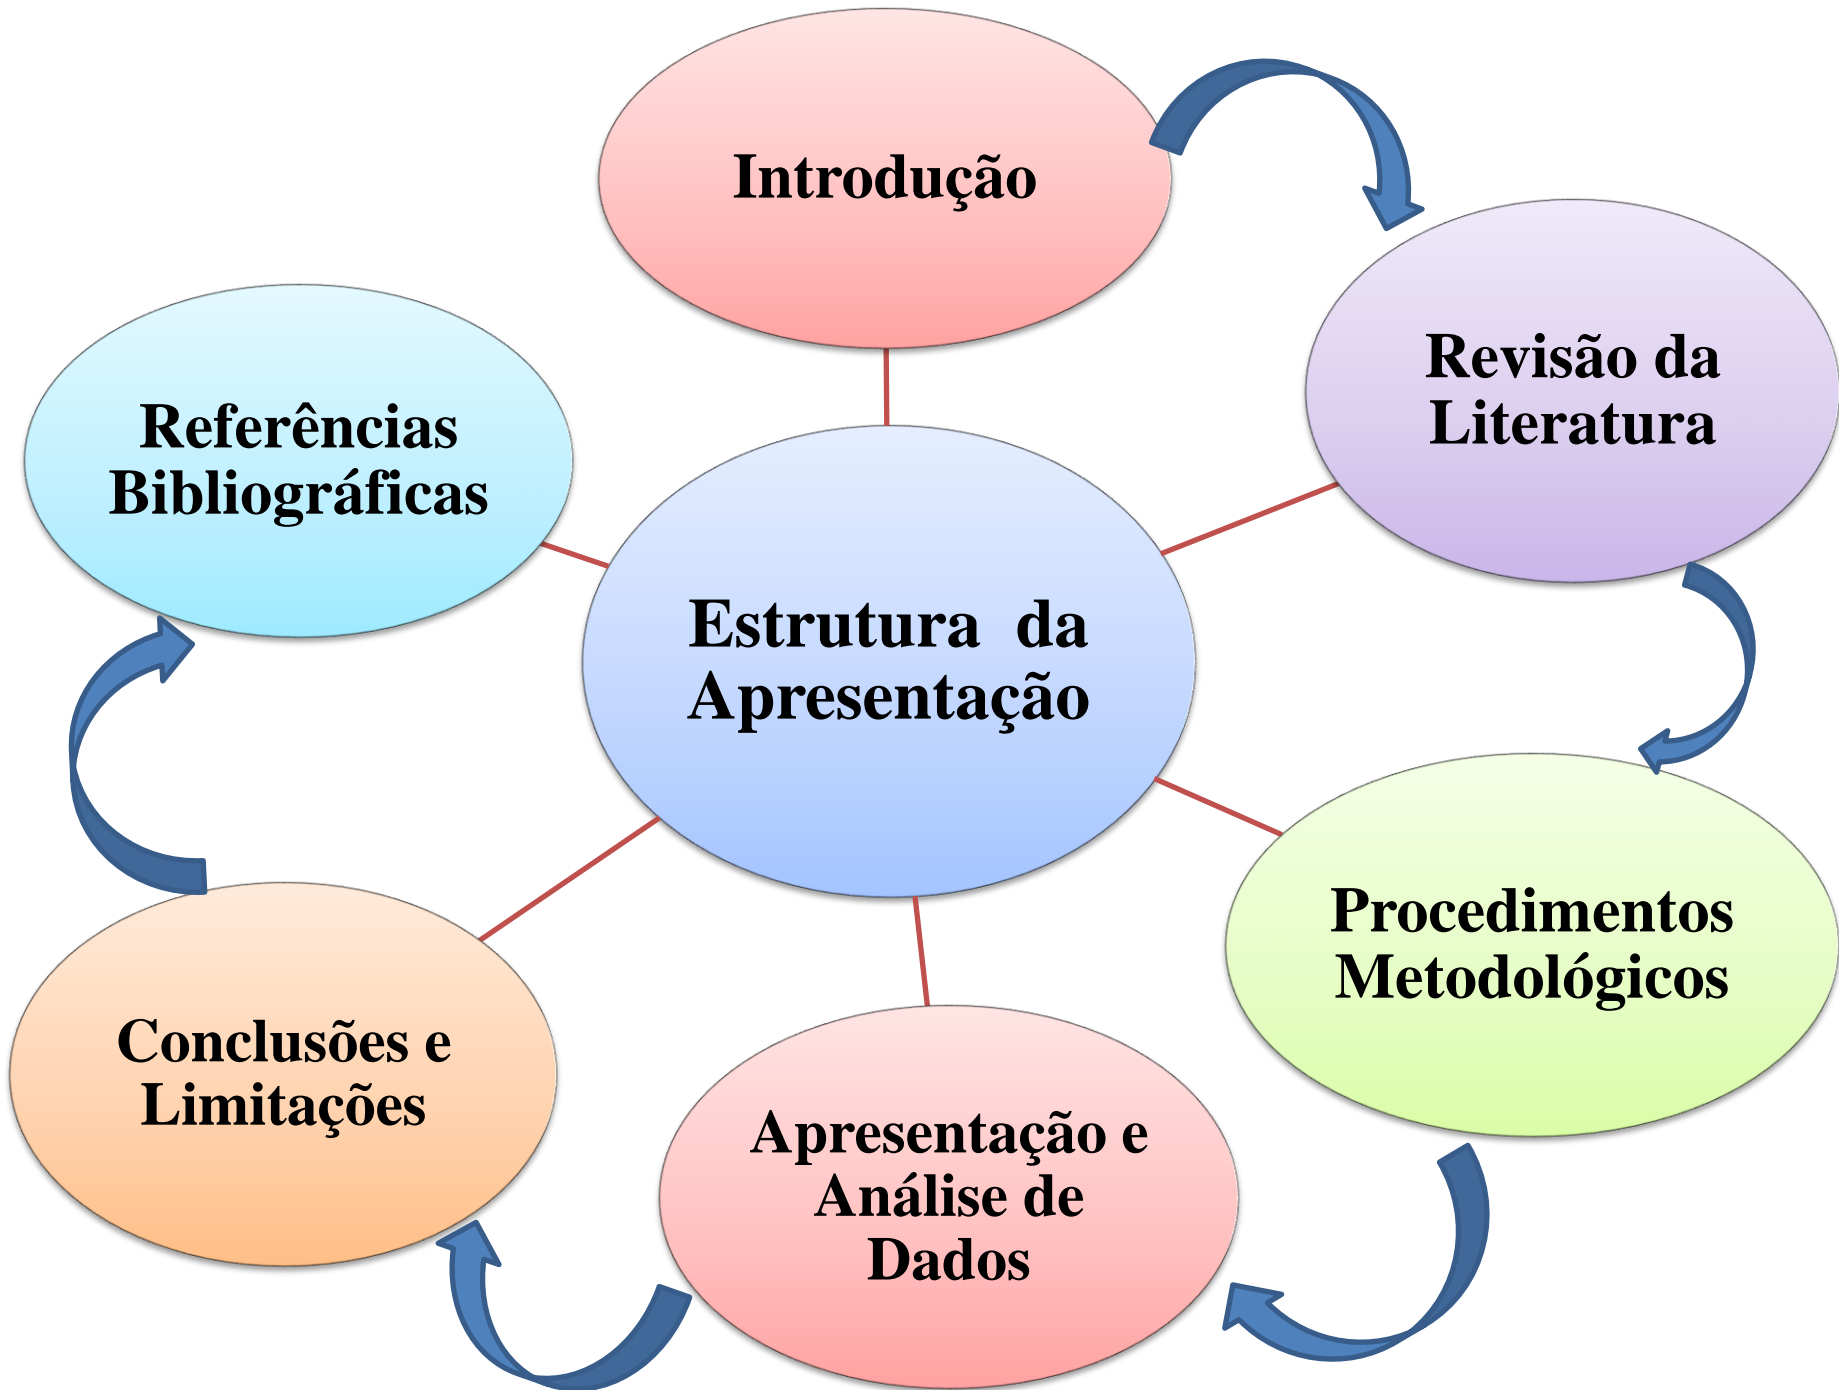 Introdução
Revisão da
Literatura
Referências
Bibliográficas
Estrutura da
Apresentação
Procedimentos
Metodológicos
Conclusões e
Limitações
Apresentação e
Análise de
Dados